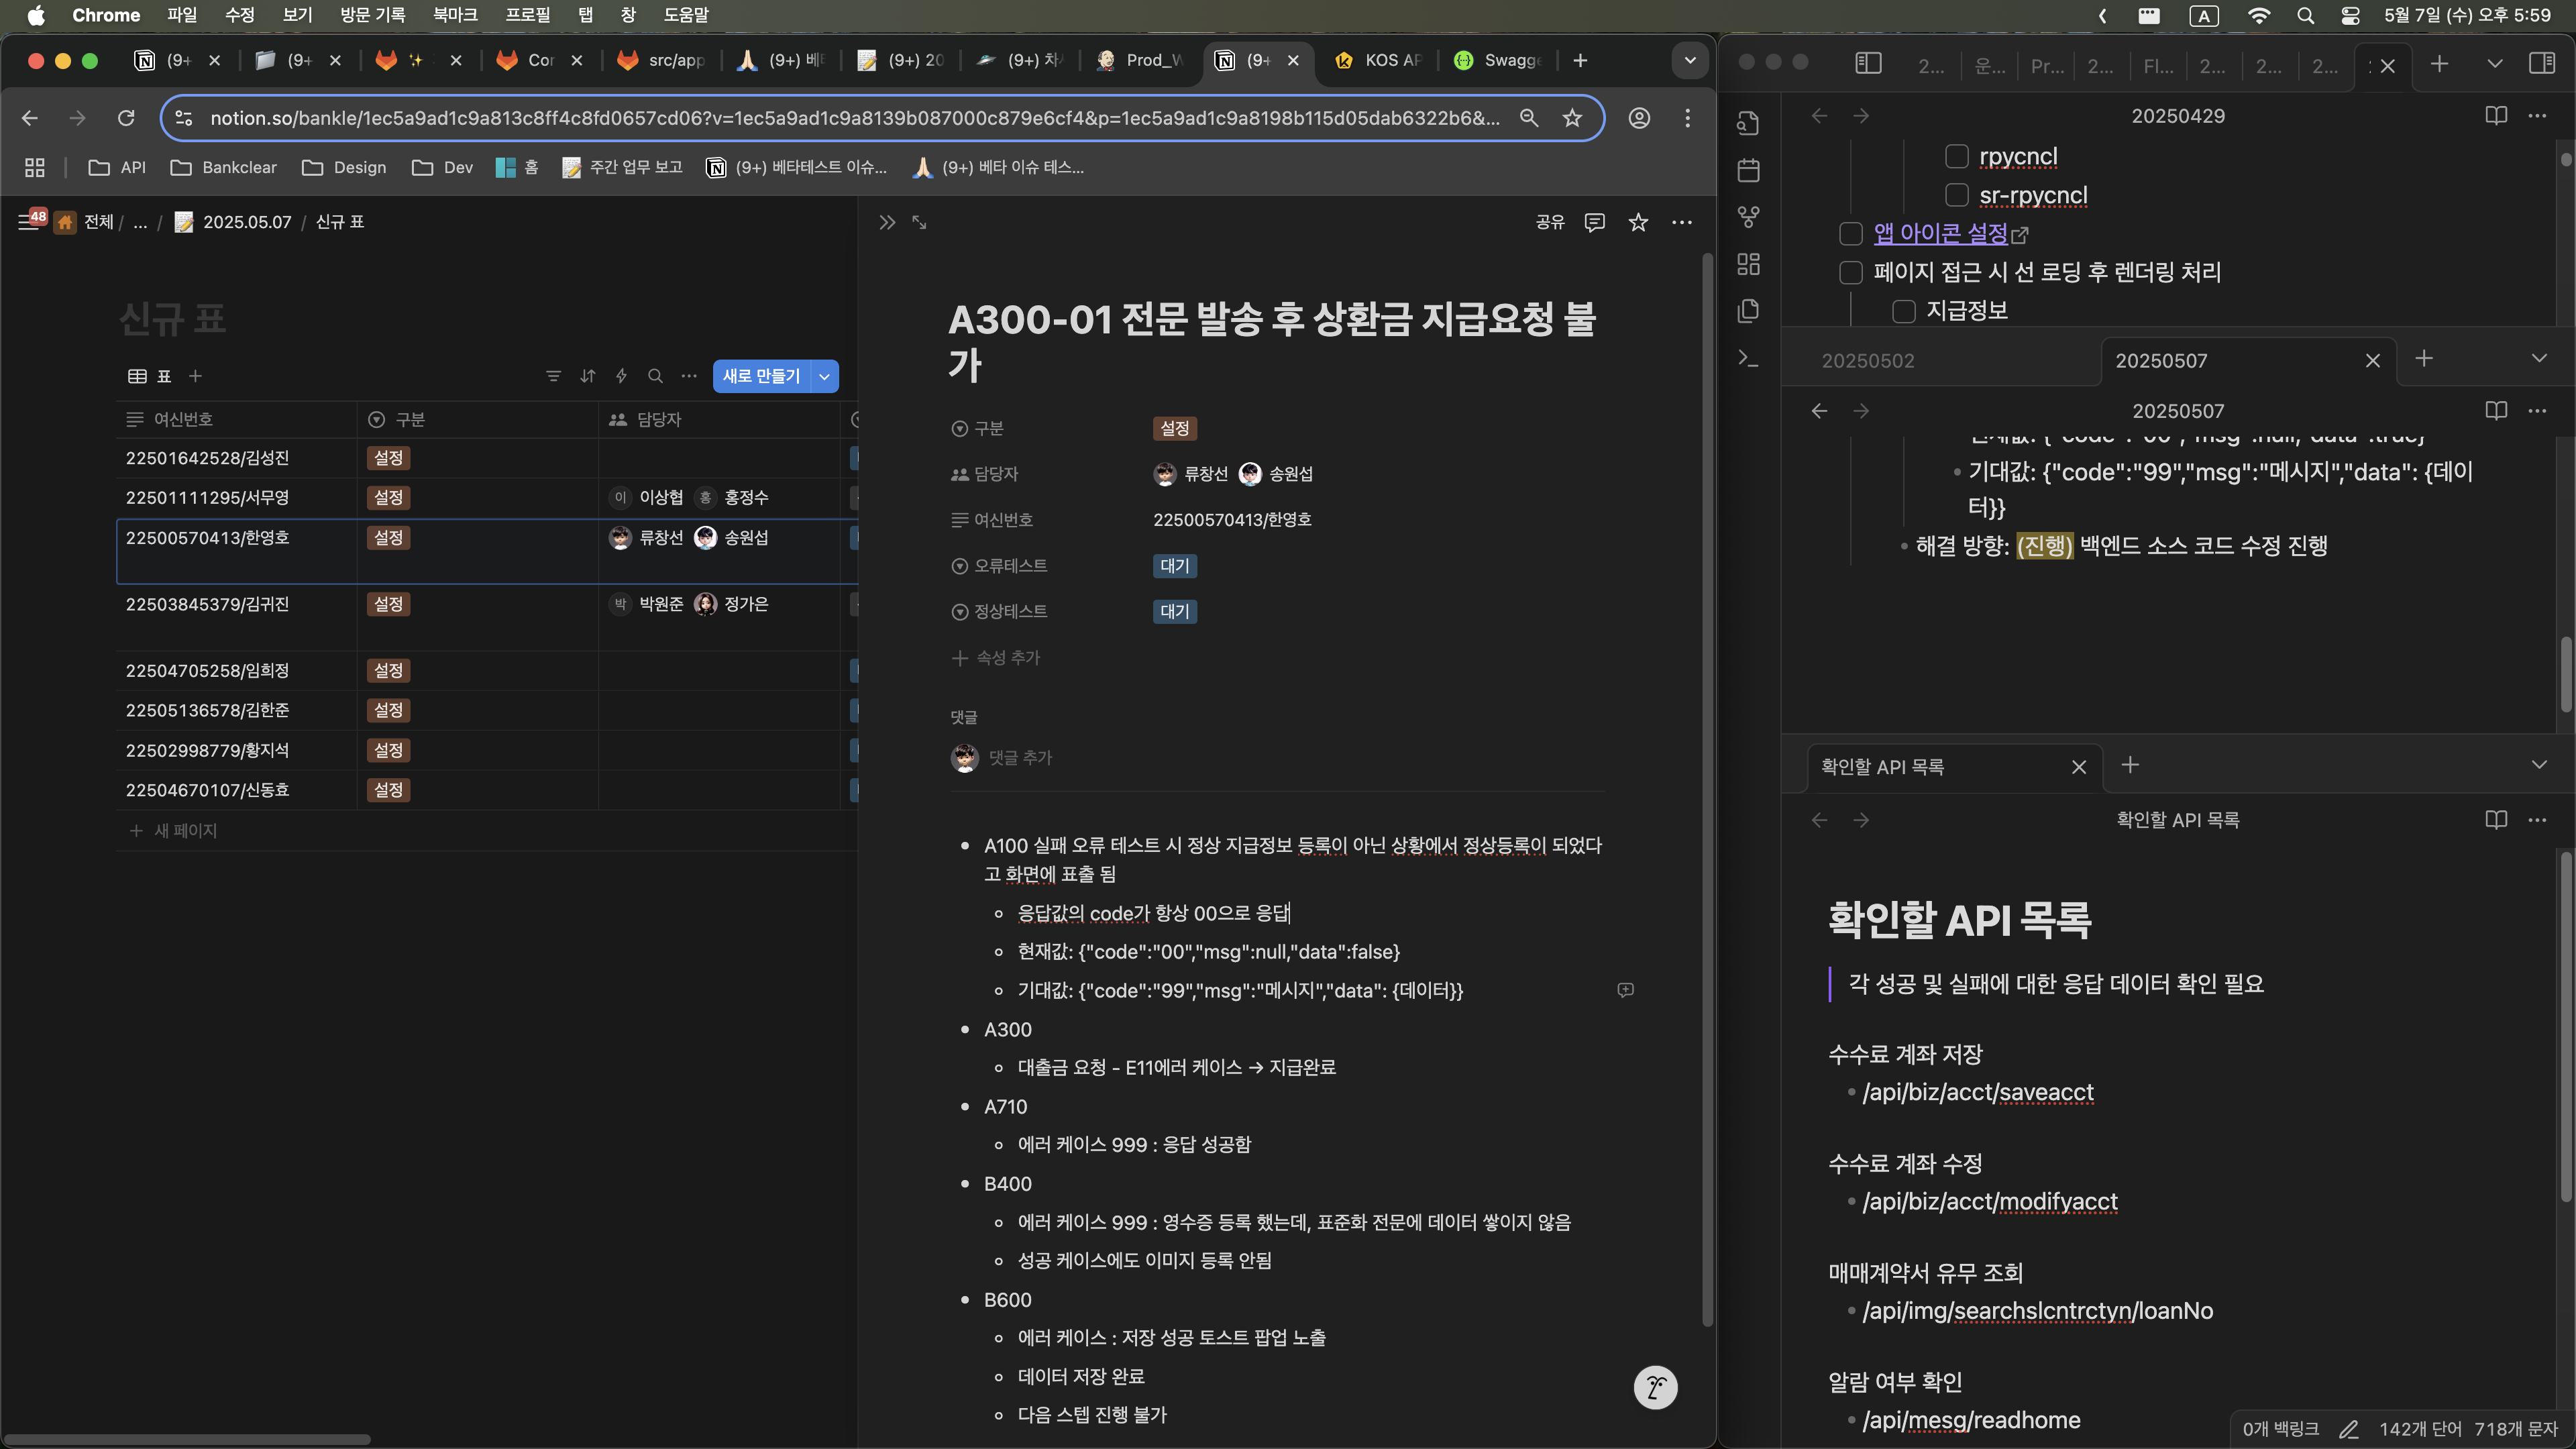 Chrome 파일 수정 보기 방문 기록 북마크 프로필 탭 창 도움말
A 5월 7일 (수) 오후 5:59
(9+ (9+ Cor src/app (9+) 베 (9+) 20 (9+) 차 Prod_W (9+ KOS AP Swagge
notion.so/bankle/1ec5a9ad1c9a813c8ff4c8fd0657cd06?v=1ec5a9ad1c9a8139b087000c879e6cf4&p=1ec5a9ad1c9a8198b115d05dab6322b6&...
API Bankclear Design Dev 홈 주간 업무 보고 (9+) 베타테스트 이슈... (9+) 베타 이슈 테스...
48 전체 / ... / 2025.05.07 / 신규 표
신규 표
표
새로 만들기
여신번호 구분 담당자
22501642528/김성진 설정
22501111295/서무영 설정 이 이상협 홍 홍정수
22500570413/한영호 설정 류창선 송원섭
22503845379/김귀진 설정 박 박원준 정가은
22504705258/임희정 설정
22505136578/김한준 설정
22502998779/황지석 설정
22504670107/신동효 설정
새 페이지
공유
A300-01 전문 발송 후 상환금 지급요청 불
가
구분 설정
담당자 류창선 송원섭
여신번호 22500570413/한영호
오류테스트 대기
정상테스트 대기
속성 추가
댓글
댓글 추가
A100 실패 오류 테스트 시 정상 지급정보 등록이 아닌 상황에서 정상등록이 되었다
고 화면에 표출 됨
응답값의 code가 항상 00으로 응답
현재값: {"code":"00","msg":null,"data":false}
기대값: {"code":"99","msg":"메시지","data": {데이터}}
A300
대출금 요청 - E11에러 케이스 → 지급완료
A710
에러 케이스 999 : 응답 성공함
B400
에러 케이스 999 : 영수증 등록 했는데, 표준화 전문에 데이터 쌓이지 않음
성공 케이스에도 이미지 등록 안됨
B600
에러 케이스 : 저장 성공 토스트 팝업 노출
데이터 저장 완료
다음 스텝 진행 불가
2... 운... Pr... 2... Fl... 2... 2... 2...
20250429
rpycncl
sr-rpycncl
앱 아이콘 설정
페이지 접근 시 선 로딩 후 렌더링 처리
지급정보
20250502 20250507
20250507
현재값: {"code":"00","msg":null,"data":true}
기대값: {"code":"99","msg":"메시지","data": {데이
터}}
해결 방향: (진행) 백엔드 소스 코드 수정 진행
확인할 API 목록
확인할 API 목록
확인할 API 목록
각 성공 및 실패에 대한 응답 데이터 확인 필요
수수료 계좌 저장
/api/biz/acct/saveacct
수수료 계좌 수정
/api/biz/acct/modifyacct
매매계약서 유무 조회
/api/img/searchslcntrctyn/loanNo
알람 여부 확인
/api/mesg/readhome
0개 백링크 142개 단어 718개 문자